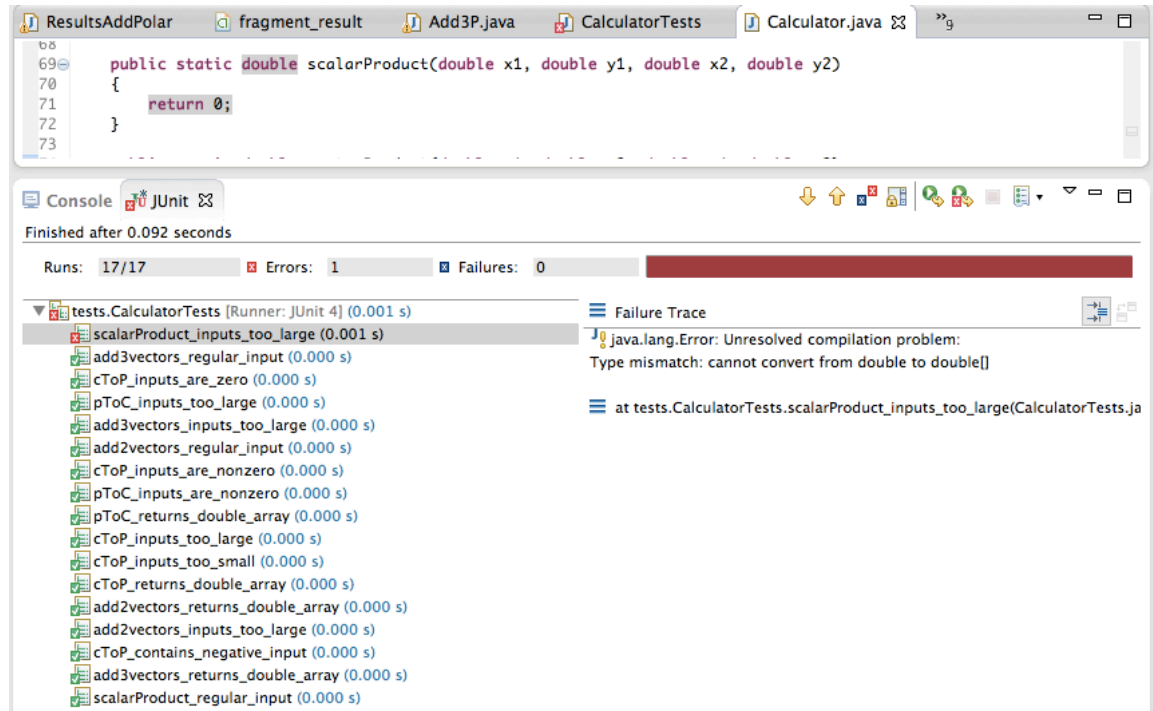 ResultsAddPolar fragment_result Add3P.java CalculatorTests Calculator.java »9
68
69 public static double scalarProduct(double x1, double y1, double x2, double y2)
70 {
71 return 0;
72 }
73
Console JUnit
Finished after 0.092 seconds
Runs: 17/17 Errors: 1 Failures: 0
tests.CalculatorTests [Runner: JUnit 4] (0.001 s)
scalarProduct_inputs_too_large (0.001 s)
add3vectors_regular_input (0.000 s)
cToP_inputs_are_zero (0.000 s)
pToC_inputs_too_large (0.000 s)
add3vectors_inputs_too_large (0.000 s)
add2vectors_regular_input (0.000 s)
cToP_inputs_are_nonzero (0.000 s)
pToC_inputs_are_nonzero (0.000 s)
pToC_returns_double_array (0.000 s)
cToP_inputs_too_large (0.000 s)
cToP_inputs_too_small (0.000 s)
cToP_returns_double_array (0.000 s)
add2vectors_returns_double_array (0.000 s)
add2vectors_inputs_too_large (0.000 s)
cToP_contains_negative_input (0.000 s)
add3vectors_returns_double_array (0.000 s)
scalarProduct_regular_input (0.000 s)
Failure Trace
java.lang.Error: Unresolved compilation problem:
Type mismatch: cannot convert from double to double[]
at tests.CalculatorTests.scalarProduct_inputs_too_large(CalculatorTests.ja